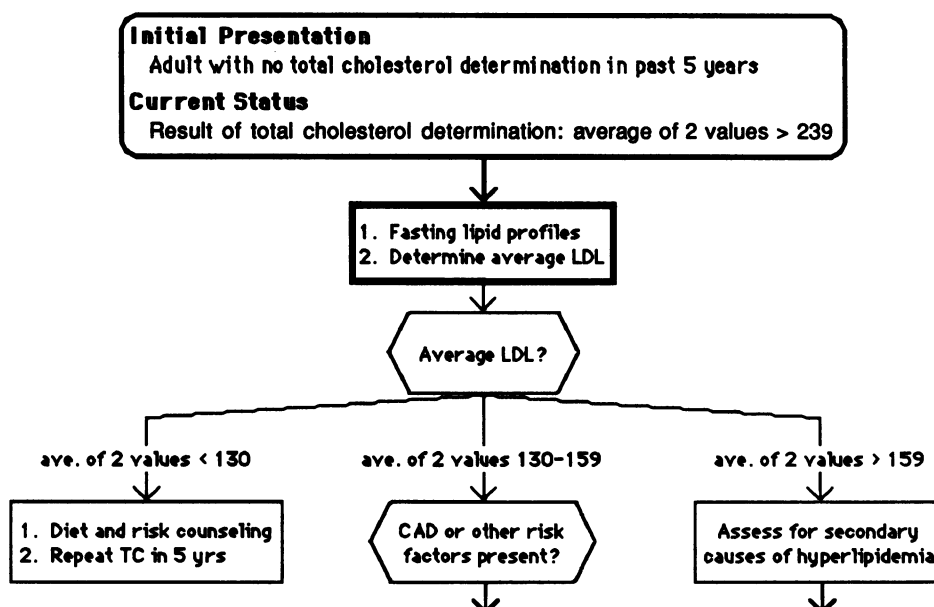 Initial Presentation
Adult with no total cholesterol determination in past 5 years
Current Status
Result of total cholesterol determination: average of 2 values > 239
1. Fasting lipid profiles
2. Determine average LDL
Average LDL?
ave. of 2 values < 130
ave. of 2 values 130-159
ave. of 2 values > 159
1. Diet and risk counseling
2. Repeat TC in 5 yrs
CAD or other risk
factors present?
Assess for secondary
causes of hyperlipidemia